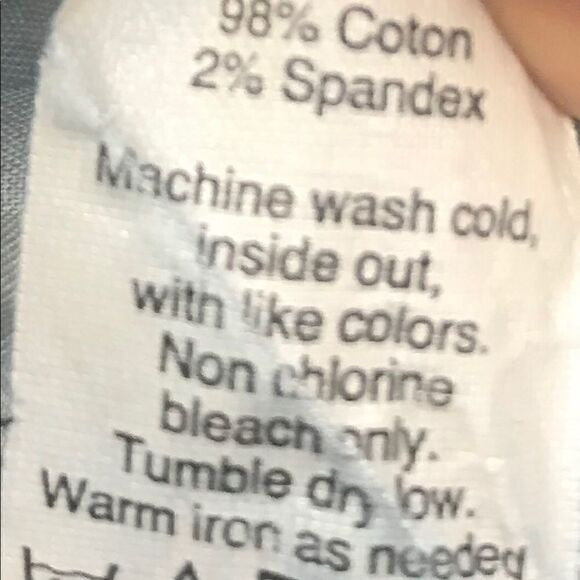 98% Coton
2% Spandex
Machine wash cold,
inside out,
with like colors.
Non chlorine
bleach only.
Tumble dry low.
Warm iron as needed